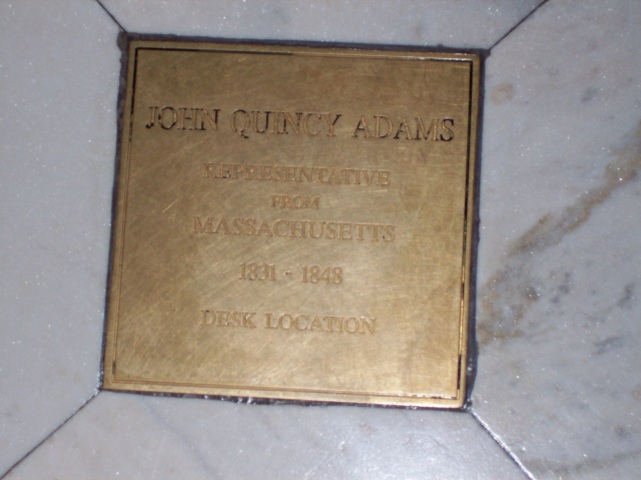 JOHN QUINCY ADAMS
REPRESENTATIVE
FROM
MASSACHUSETTS
1831 - 1848
DESK LOCATION